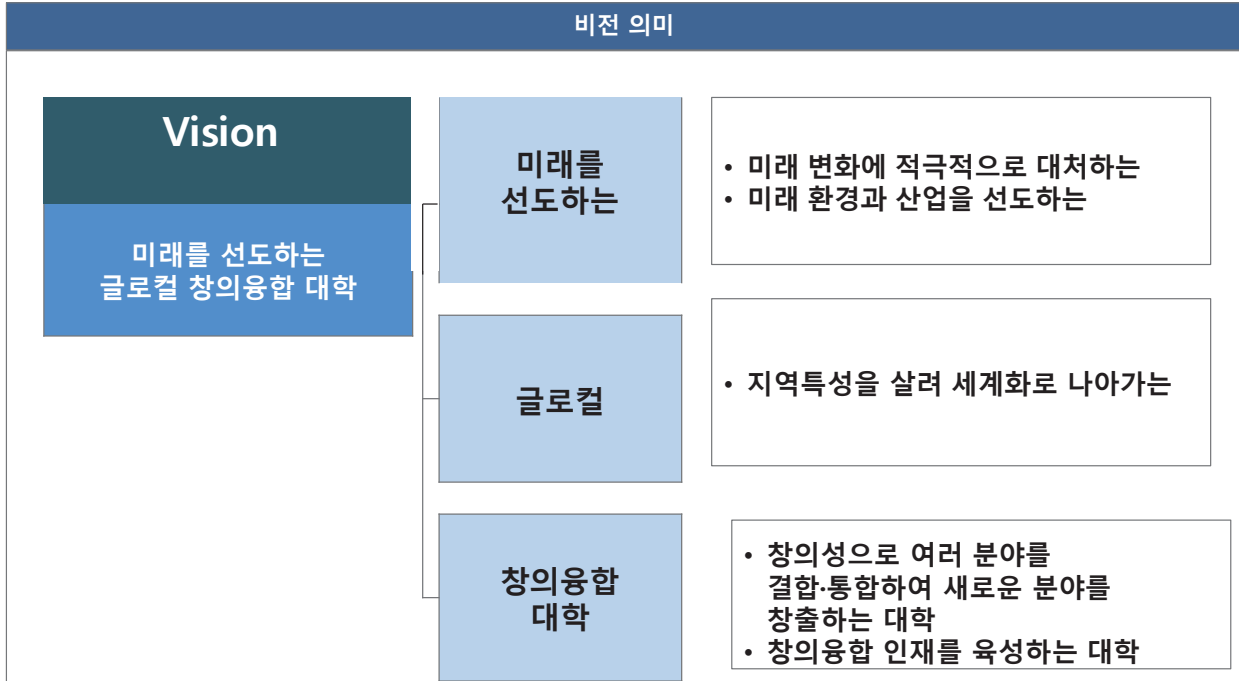 비전 의미
Vision
미래를 선도하는
글로컬 창의융합 대학
미래를
선도하는
• 미래 변화에 적극적으로 대처하는
• 미래 환경과 산업을 선도하는
글로컬
• 지역특성을 살려 세계화로 나아가는
창의융합
대학
• 창의성으로 여러 분야를
결합·통합하여 새로운 분야를
창출하는 대학
• 창의융합 인재를 육성하는 대학